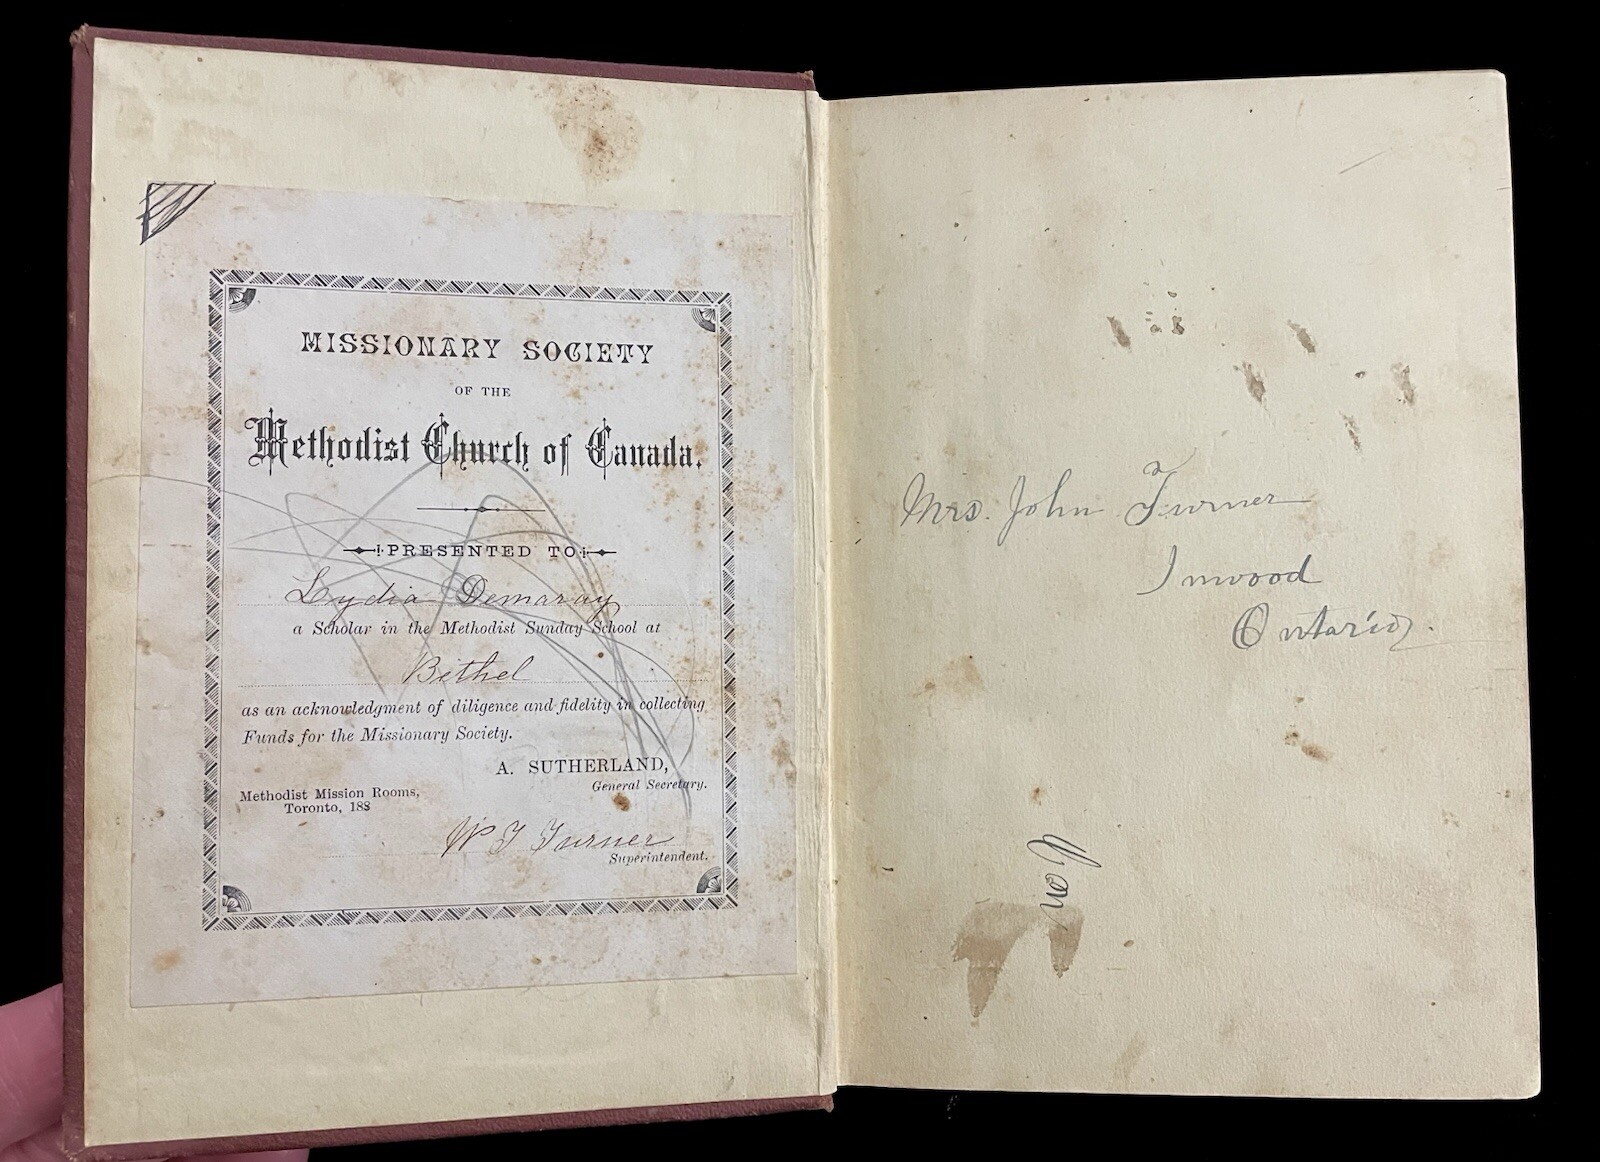 MISSIONARY SOCIETY
OF THE
Methodist Church of Canada.
PRESENTED TO
Lydia Demaray
a Scholar in the Methodist Sunday School at
Bethel
as an acknowledgment of diligence and fidelity in collecting
Funds for the Missionary Society.
A. SUTHERLAND,
General Secretary.
Methodist Mission Rooms,
Toronto, 188
W J Turner
Superintendent.
Mrs. John Turner
Inwood
Ontario.